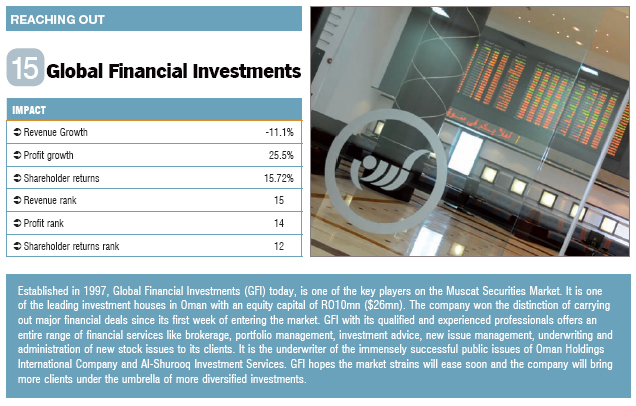 REACHING OUT
15 Global Financial Investments
IMPACT
Revenue Growth -11.1%
Profit growth 25.5%
Shareholder returns 15.72%
Revenue rank 15
Profit rank 14
Shareholder returns rank 12
Established in 1997, Global Financial Investments (GFI) today, is one of the key players on the Muscat Securities Market. It is one
of the leading investment houses in Oman with an equity capital of RO10mn ($26mn). The company won the distinction of carrying
out major financial deals since its first week of entering the market. GFI with its qualified and experienced professionals offers an
entire range of financial services like brokerage, portfolio management, investment advice, new issue management, underwriting and
administration of new stock issues to its clients. It is the underwriter of the immensely successful public issues of Oman Holdings
International Company and Al-Shurooq Investment Services. GFI hopes the market strains will ease soon and the company will bring
more clients under the umbrella of more diversified investments.